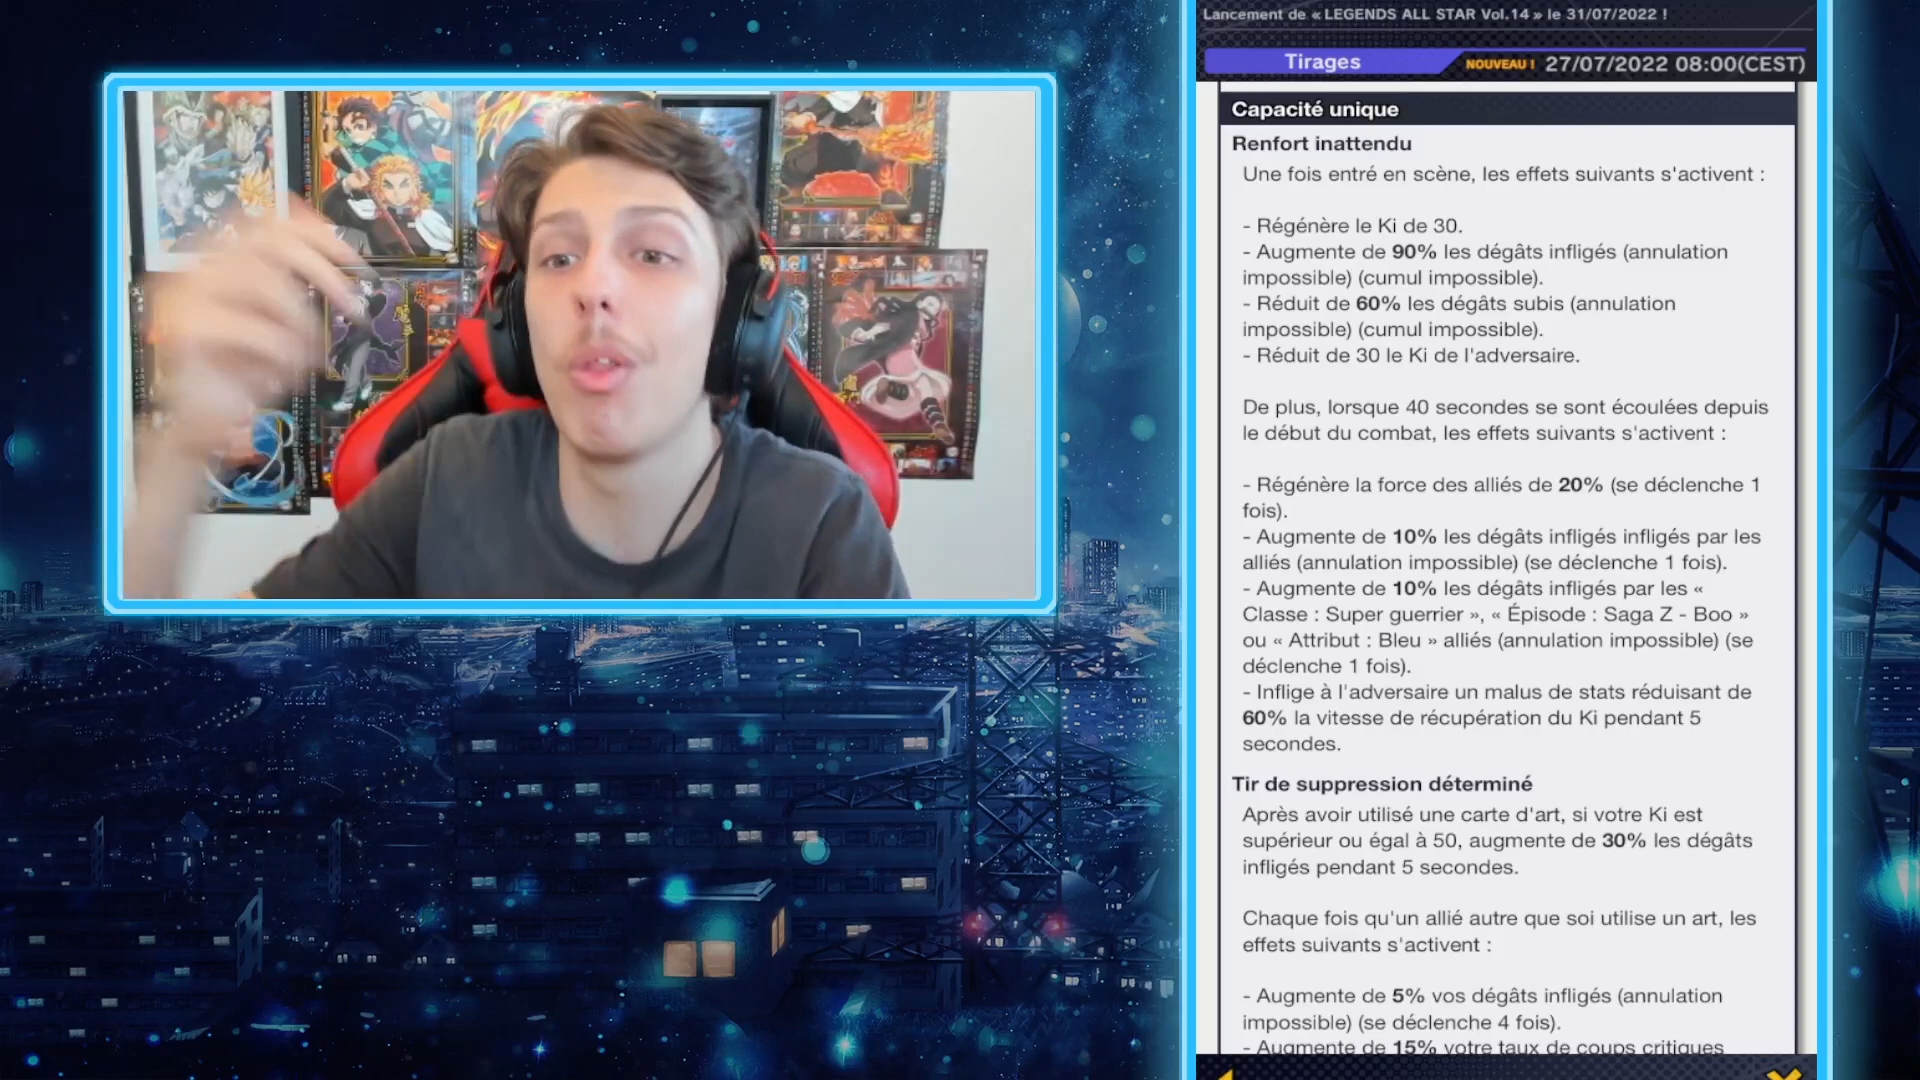 Lancement de « LEGENDS ALL STAR Vol.14 » le 31/07/2022 !
Tirages
NOUVEAU ! 27/07/2022 08:00(CEST)
Capacité unique
Renfort inattendu
Une fois entré en scène, les effets suivants s'activent :
- Régénère le Ki de 30.
- Augmente de 90% les dégâts infligés (annulation
impossible) (cumul impossible).
- Réduit de 60% les dégâts subis (annulation
impossible) (cumul impossible).
- Réduit de 30 le Ki de l'adversaire.
De plus, lorsque 40 secondes se sont écoulées depuis
le début du combat, les effets suivants s'activent :
- Régénère la force des alliés de 20% (se déclenche 1
fois).
- Augmente de 10% les dégâts infligés infligés par les
alliés (annulation impossible) (se déclenche 1 fois).
- Augmente de 10% les dégâts infligés par les «
Classe : Super guerrier », « Épisode : Saga Z - Boo »
ou « Attribut : Bleu » alliés (annulation impossible) (se
déclenche 1 fois).
- Inflige à l'adversaire un malus de stats réduisant de
60% la vitesse de récupération du Ki pendant 5
secondes.
Tir de suppression déterminé
Après avoir utilisé une carte d'art, si votre Ki est
supérieur ou égal à 50, augmente de 30% les dégâts
infligés pendant 5 secondes.
Chaque fois qu'un allié autre que soi utilise un art, les
effets suivants s'activent :
- Augmente de 5% vos dégâts infligés (annulation
impossible) (se déclenche 4 fois).
- Augmente de 15% votre taux de coups critiques